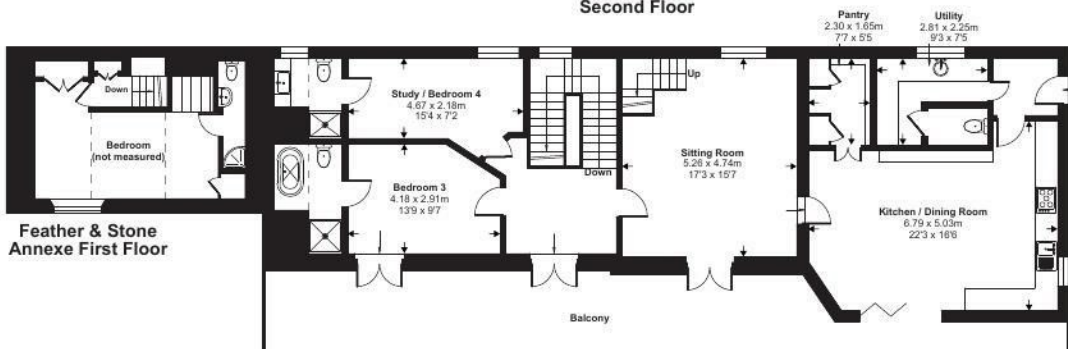 Second Floor
Pantry
2.30 x 1.65m
7'7 x 5'5
Utility
2.81 x 2.25m
9'3 x 7'5
Down
Bedroom
(not measured)
Feather & Stone
Annexe First Floor
Study / Bedroom 4
4.67 x 2.18m
15'4 x 7'2
Bedroom 3
4.18 x 2.91m
13'9 x 9'7
Down
Up
Sitting Room
5.26 x 4.74m
17'3 x 15'7
Kitchen / Dining Room
6.79 x 5.03m
22'3 x 16'6
Balcony